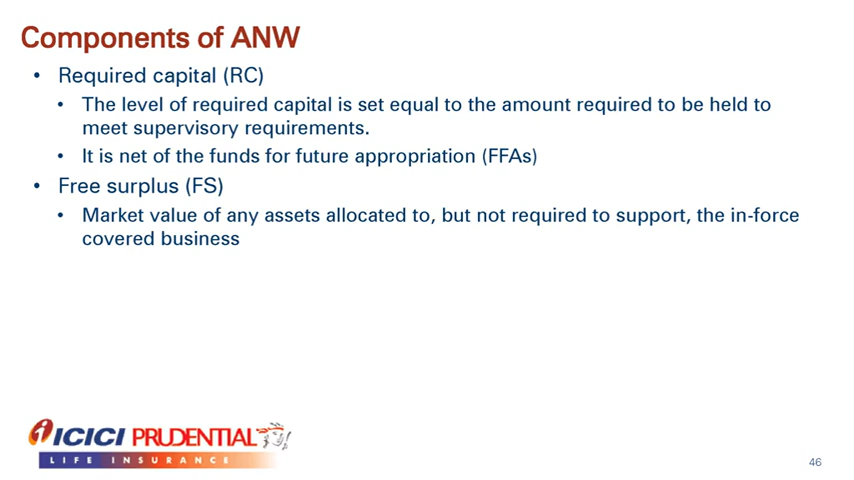 Components of ANW
• Required capital (RC)
• The level of required capital is set equal to the amount required to be held to
meet supervisory requirements.
• It is net of the funds for future appropriation (FFAs)
• Free surplus (FS)
• Market value of any assets allocated to, but not required to support, the in-force
covered business
ICICI PRUDENTIAL
LIFE INSURANCE
46